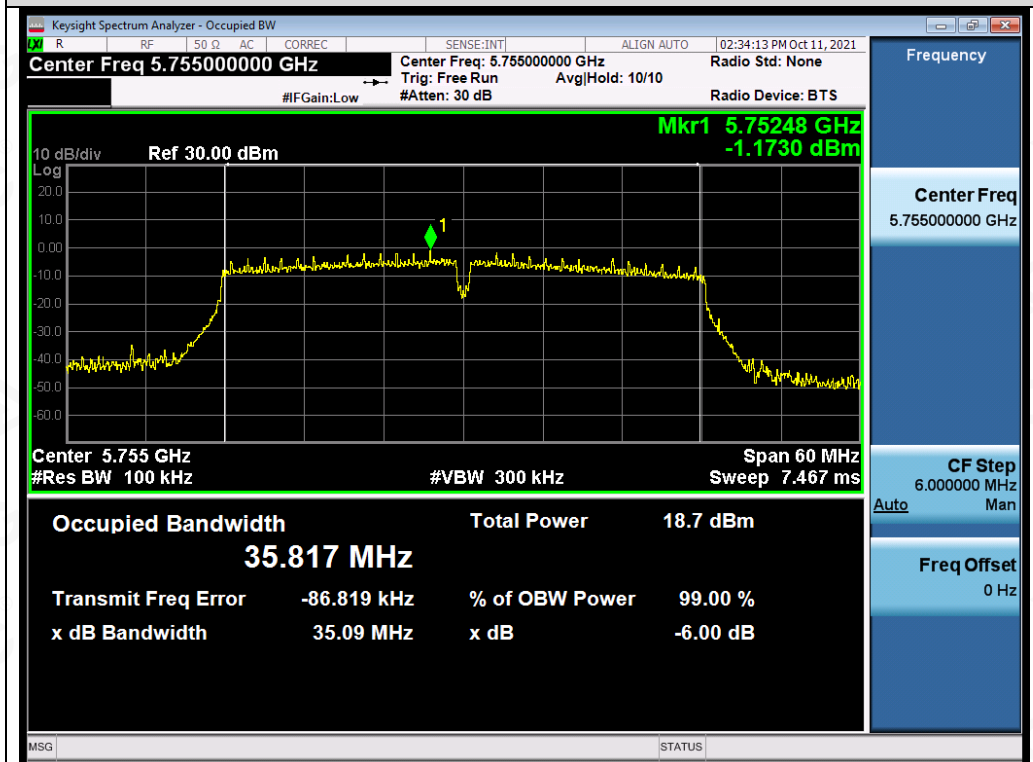 Keysight Spectrum Analyzer - Occupied BW
LXI R RF 50 Ω AC CORREC SENSE:INT ALIGN AUTO 02:34:13 PM Oct 11, 2021
Center Freq 5.755000000 GHz
Center Freq: 5.755000000 GHz
Radio Std: None
Trig: Free Run Avg|Hold: 10/10
#IFGain:Low
#Atten: 30 dB
Radio Device: BTS
Frequency
Mkr1 5.75248 GHz
-1.1730 dBm
10 dB/div Ref 30.00 dBm
Log
20.0
10.0
0.00
-10.0
-20.0
-30.0
-40.0
-50.0
-60.0
1
Center 5.755 GHz
Span 60 MHz
#Res BW 100 kHz
#VBW 300 kHz
Sweep 7.467 ms
Occupied Bandwidth
35.817 MHz
Total Power 18.7 dBm
Transmit Freq Error -86.819 kHz
% of OBW Power 99.00 %
x dB Bandwidth 35.09 MHz
x dB -6.00 dB
Center Freq
5.755000000 GHz
CF Step
6.000000 MHz
Auto Man
Freq Offset
0 Hz
MSG
STATUS